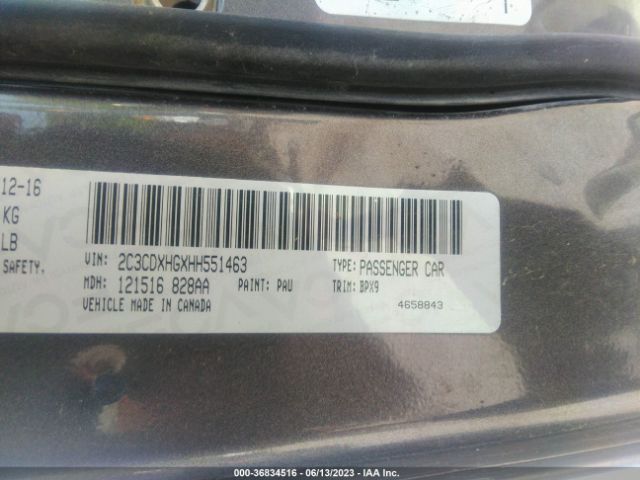 12-16
KG
LB
SAFETY.
VIN: 2C3CDXHGXHH551463
TYPE: PASSENGER CAR
MDH: 121516 828AA
PAINT: PAU
TRIM: BPX9
VEHICLE MADE IN CANADA
4658843
000-36834516 - 06/13/2023 - IAA Inc.